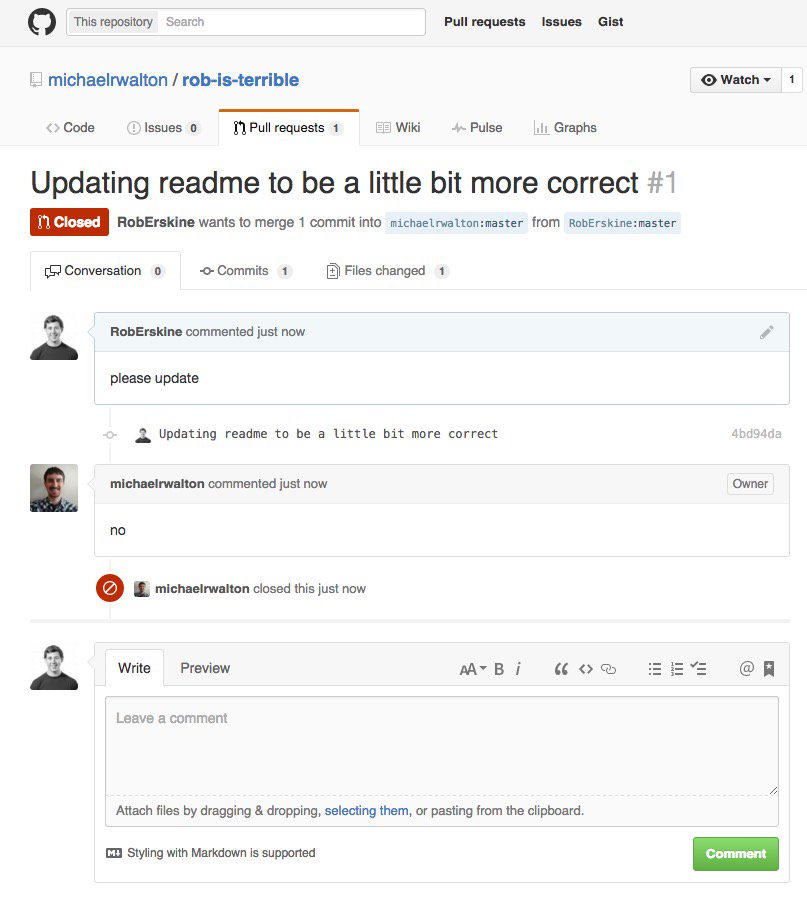 This repository Search Pull requests Issues Gist
michaelrwalton / rob-is-terrible Watch 1
Code Issues 0 Pull requests 1 Wiki Pulse Graphs
Updating readme to be a little bit more correct #1
Closed RobErskine wants to merge 1 commit into michaelrwalton:master from RobErskine:master
Conversation 0 Commits 1 Files changed 1
RobErskine commented just now
please update
Updating readme to be a little bit more correct 4bd94da
michaelrwalton commented just now Owner
no
michaelrwalton closed this just now
Write Preview AA B i
Leave a comment
Attach files by dragging & dropping, selecting them, or pasting from the clipboard.
Styling with Markdown is supported Comment